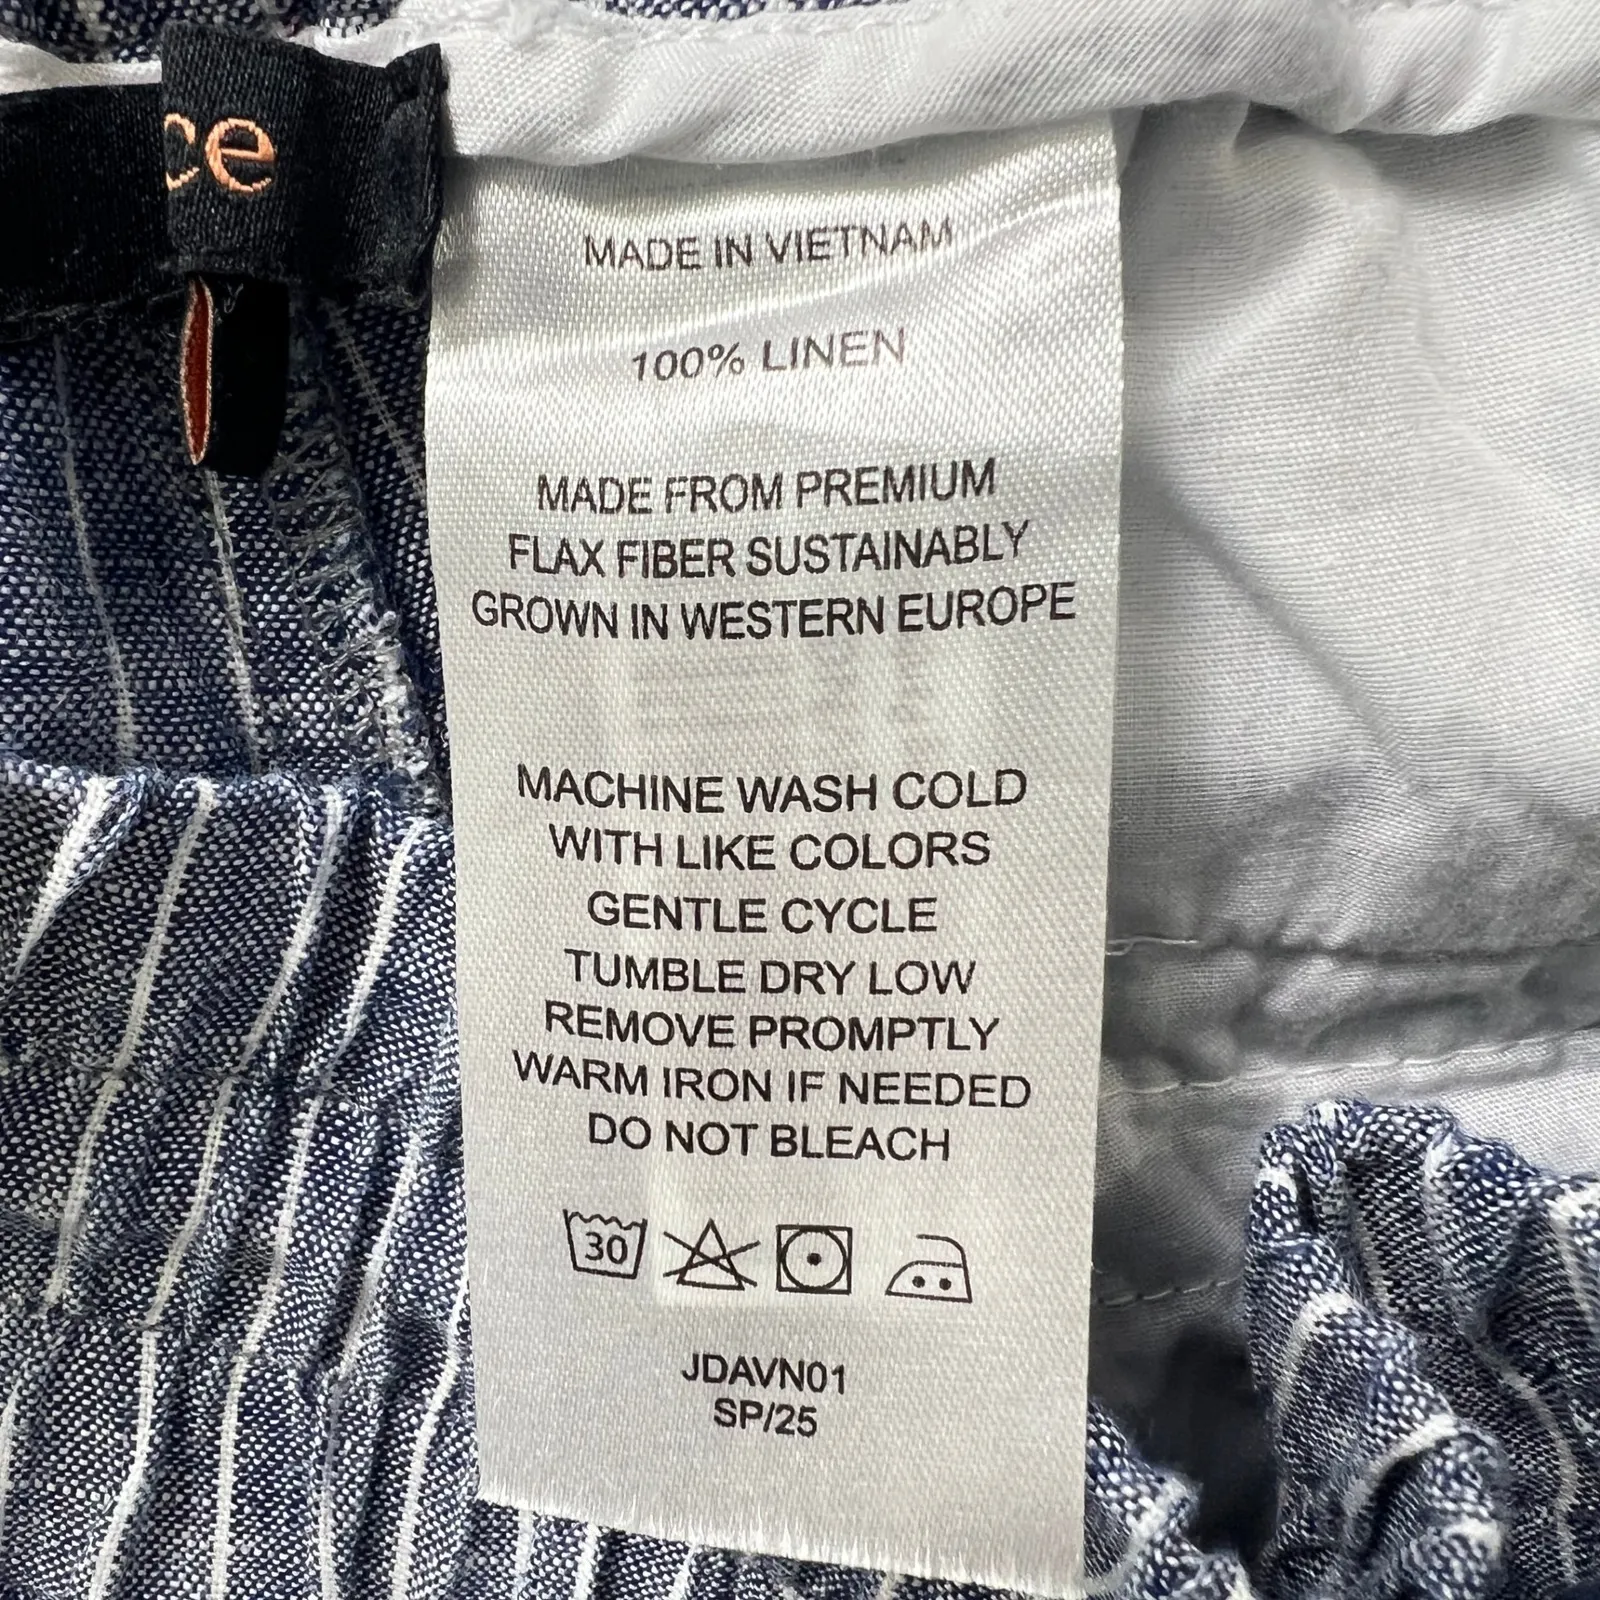 ce
MADE IN VIETNAM
100% LINEN
MADE FROM PREMIUM
FLAX FIBER SUSTAINABLY
GROWN IN WESTERN EUROPE
MACHINE WASH COLD
WITH LIKE COLORS
GENTLE CYCLE
TUMBLE DRY LOW
REMOVE PROMPTLY
WARM IRON IF NEEDED
DO NOT BLEACH
30
JDAVN01
SP/25